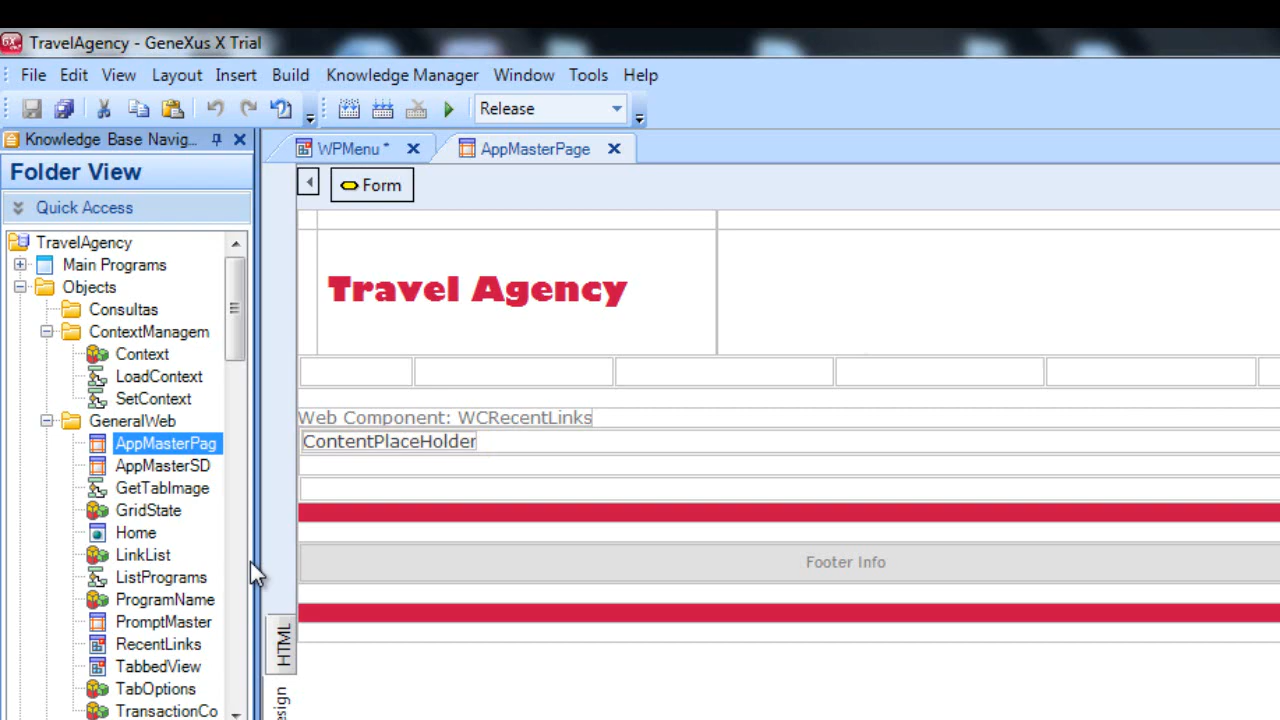 TravelAgency - GeneXus X Trial
File Edit View Layout Insert Build Knowledge Manager Window Tools Help
Release
Knowledge Base Navig...
WPMenu *
AppMasterPage
Folder View
Form
Quick Access
TravelAgency
Main Programs
Objects
Consultas
ContextManagem
Context
LoadContext
SetContext
GeneralWeb
AppMasterPag
AppMasterSD
GetTabImage
GridState
Home
LinkList
ListPrograms
ProgramName
PromptMaster
RecentLinks
TabbedView
TabOptions
TransactionCo
Travel Agency
Web Component: WCRecentLinks
ContentPlaceHolder
Footer Info
HTML
esign